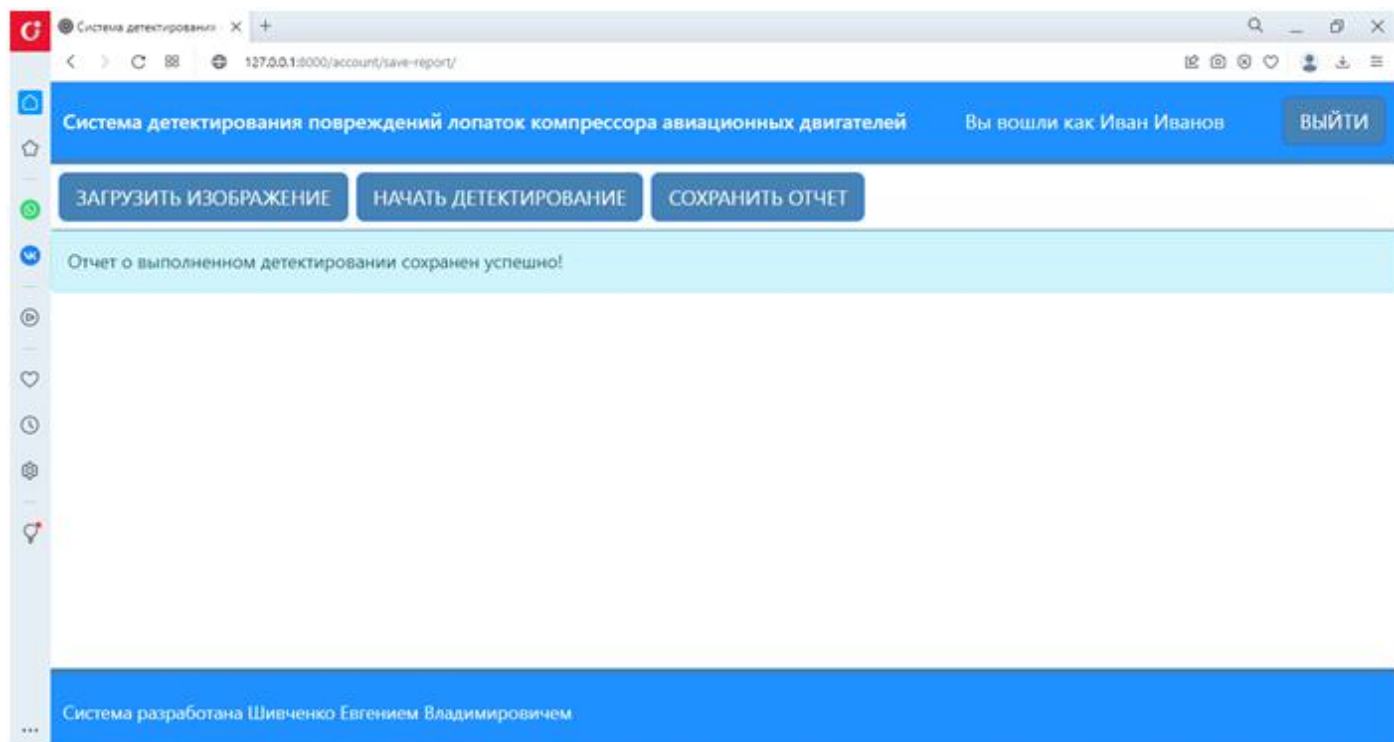 Система детектирования
127.0.0.1:8000/account/save-report/
Система детектирования повреждений лопаток компрессора авиационных двигателей
Вы вошли как Иван Иванов
ВЫЙТИ
ЗАГРУЗИТЬ ИЗОБРАЖЕНИЕ
НАЧАТЬ ДЕТЕКТИРОВАНИЕ
СОХРАНИТЬ ОТЧЕТ
Отчет о выполненном детектировании сохранен успешно!
Система разработана Шивченко Евгением Владимировичем